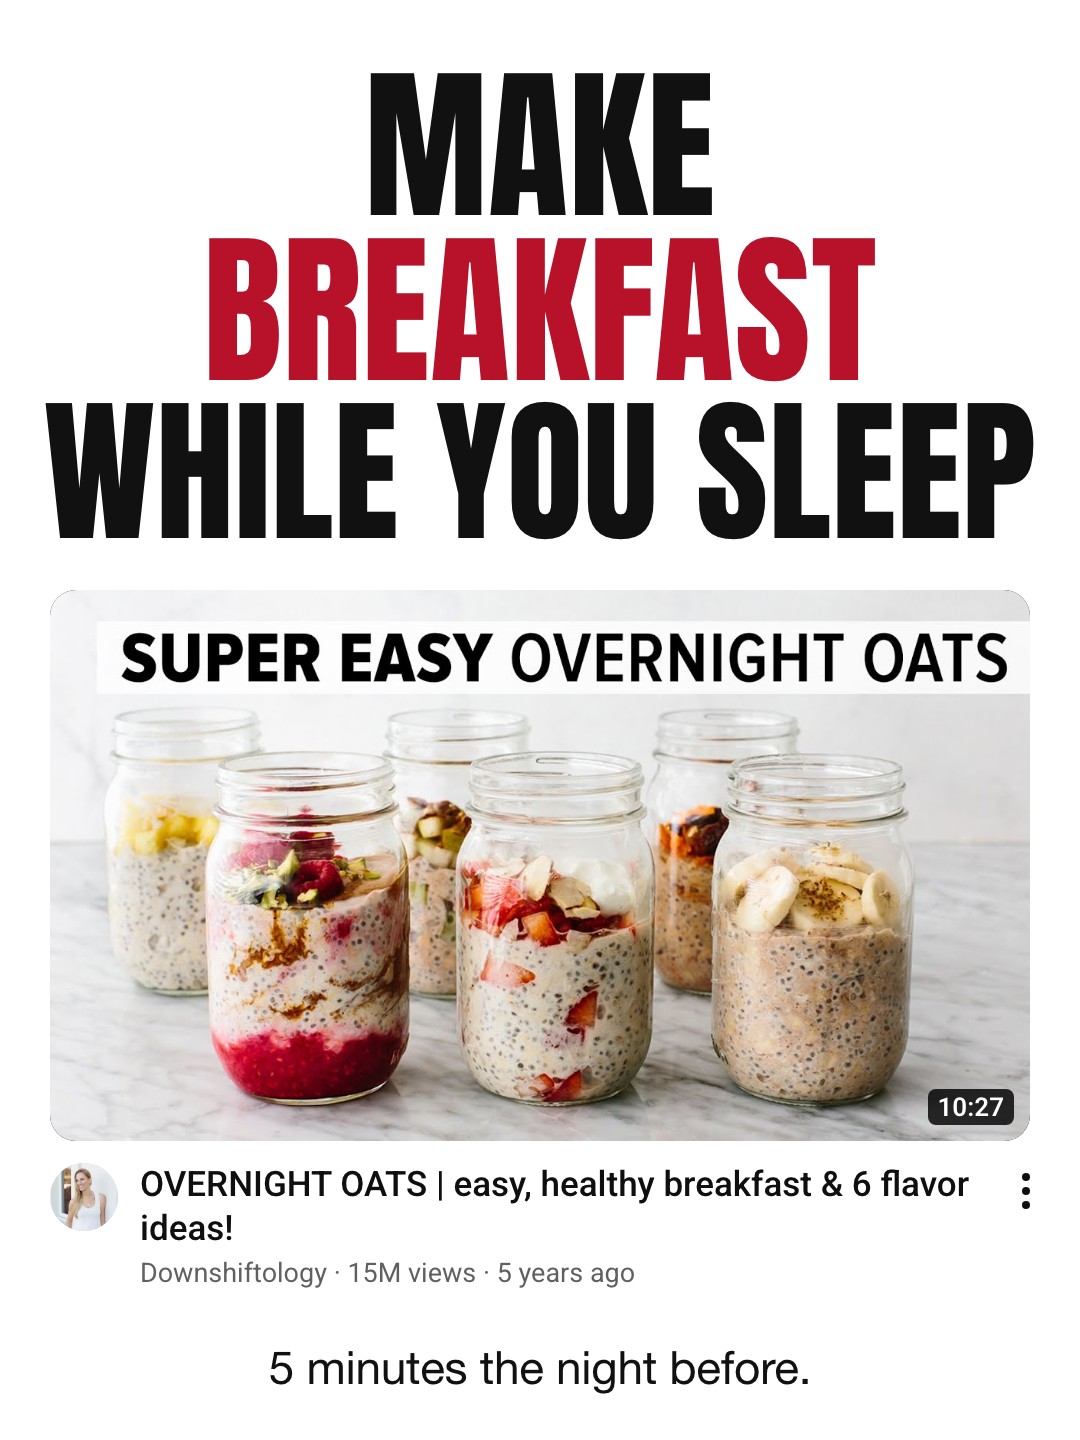 MAKE
BREAKFAST
WHILE YOU SLEEP
SUPER EASY OVERNIGHT OATS
10:27
OVERNIGHT OATS | easy, healthy breakfast & 6 flavor
ideas!
Downshiftology · 15M views · 5 years ago
5 minutes the night before.